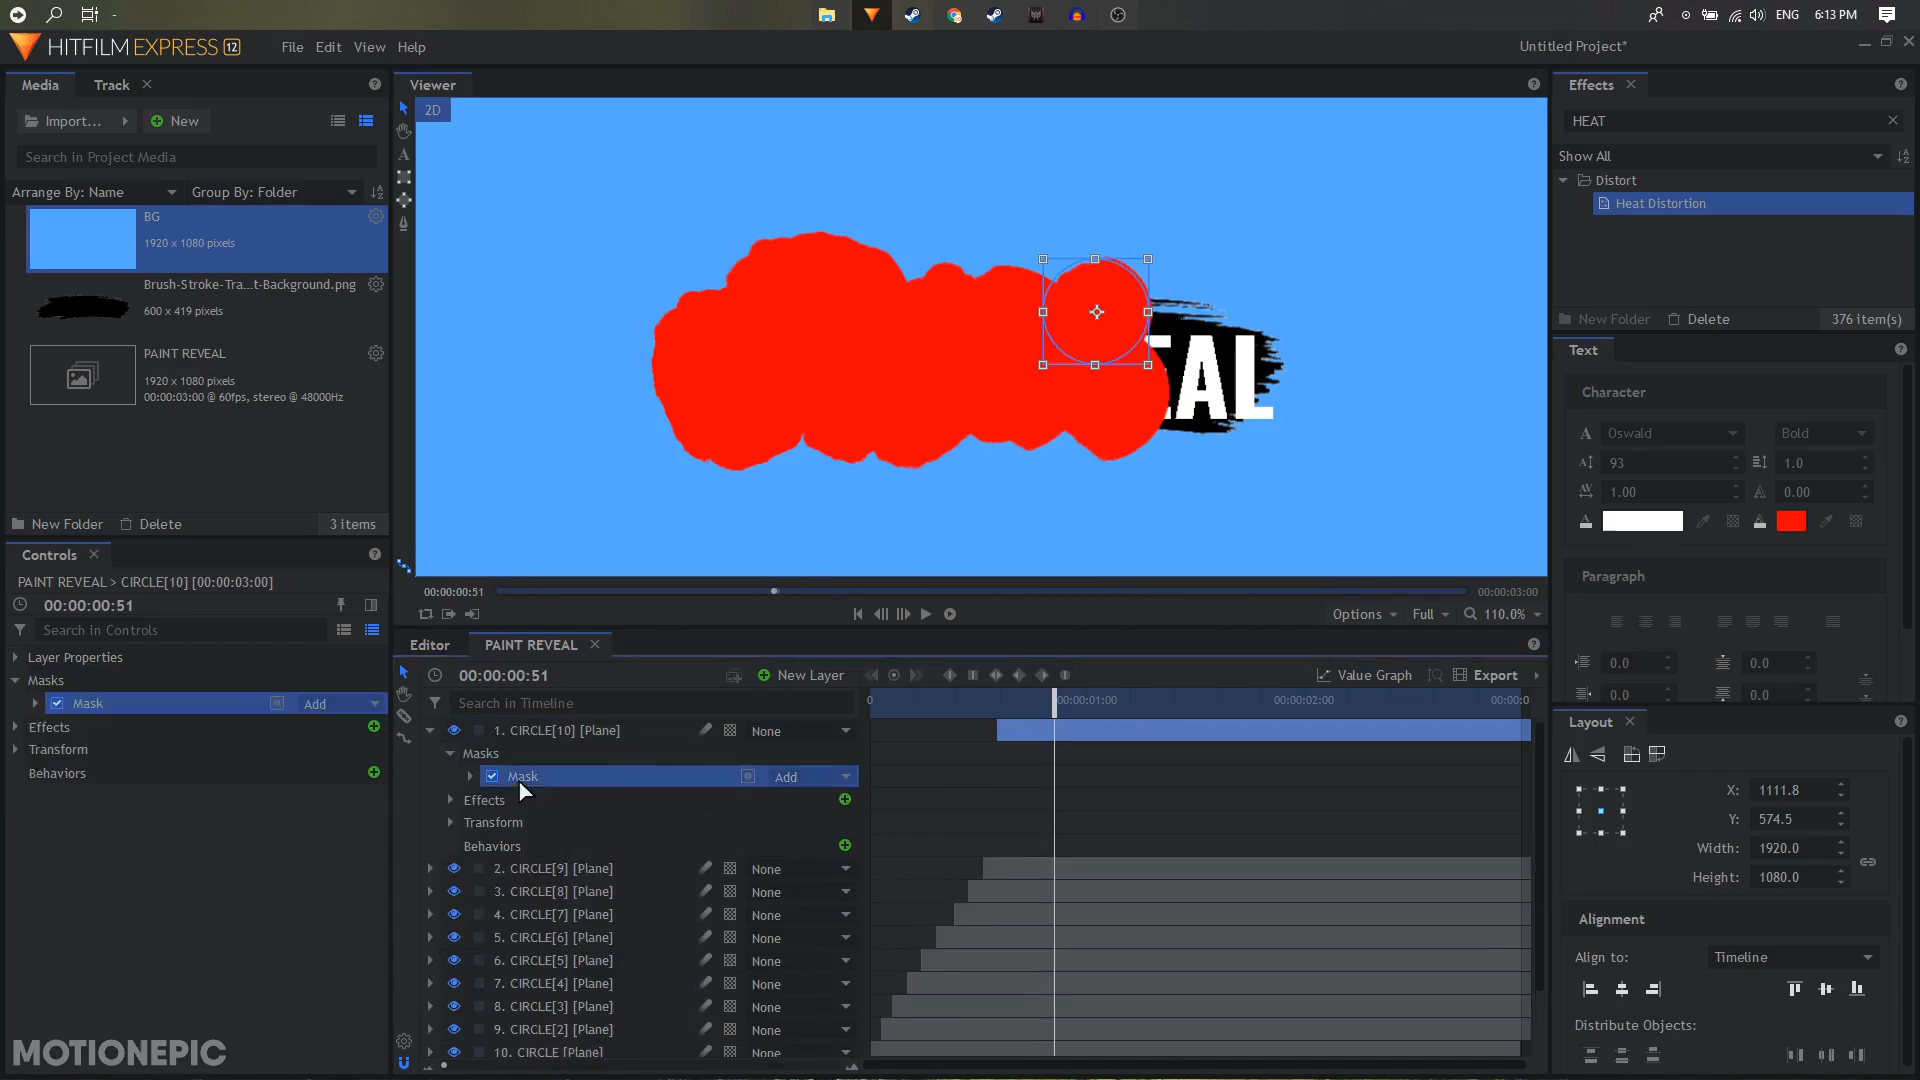 ENG
6:13 PM
HITFILM EXPRESS 12
File Edit View Help
Untitled Project*
Media Track
Import... New
Search in Project Media
Arrange By: Name Group By: Folder
BG
1920 x 1080 pixels
Brush-Stroke-Tra...t-Background.png
600 x 419 pixels
PAINT REVEAL
1920 x 1080 pixels
00:00:03:00 @ 60fps, stereo @ 48000Hz
New Folder Delete 3 items
Controls
PAINT REVEAL > CIRCLE[10] [00:00:03:00]
00:00:00:51
Search in Controls
Layer Properties
Masks
Mask Add
Effects
Transform
Behaviors
MOTIONEPIC
Viewer
2D
EAL
00:00:00:51 00:00:03:00
Options Full 110.0%
Editor PAINT REVEAL
00:00:00:51 New Layer Value Graph Export
Search in Timeline
0 00:00:01:00 00:00:02:00 00:00:0
1. CIRCLE[10] [Plane] None
Masks
Mask Add
Effects
Transform
Behaviors
2. CIRCLE[9] [Plane] None
3. CIRCLE[8] [Plane] None
4. CIRCLE[7] [Plane] None
5. CIRCLE[6] [Plane] None
6. CIRCLE[5] [Plane] None
7. CIRCLE[4] [Plane] None
8. CIRCLE[3] [Plane] None
9. CIRCLE[2] [Plane] None
10. CIRCLE [Plane] None
Effects
HEAT
Show All
Distort
Heat Distortion
New Folder Delete 376 item(s)
Text
Character
Oswald Bold
93 1.0
1.00 0.00
Paragraph
0.0 0.0
0.0 0.0
Layout
X: 1111.8
Y: 574.5
Width: 1920.0
Height: 1080.0
Alignment
Align to: Timeline
Distribute Objects: